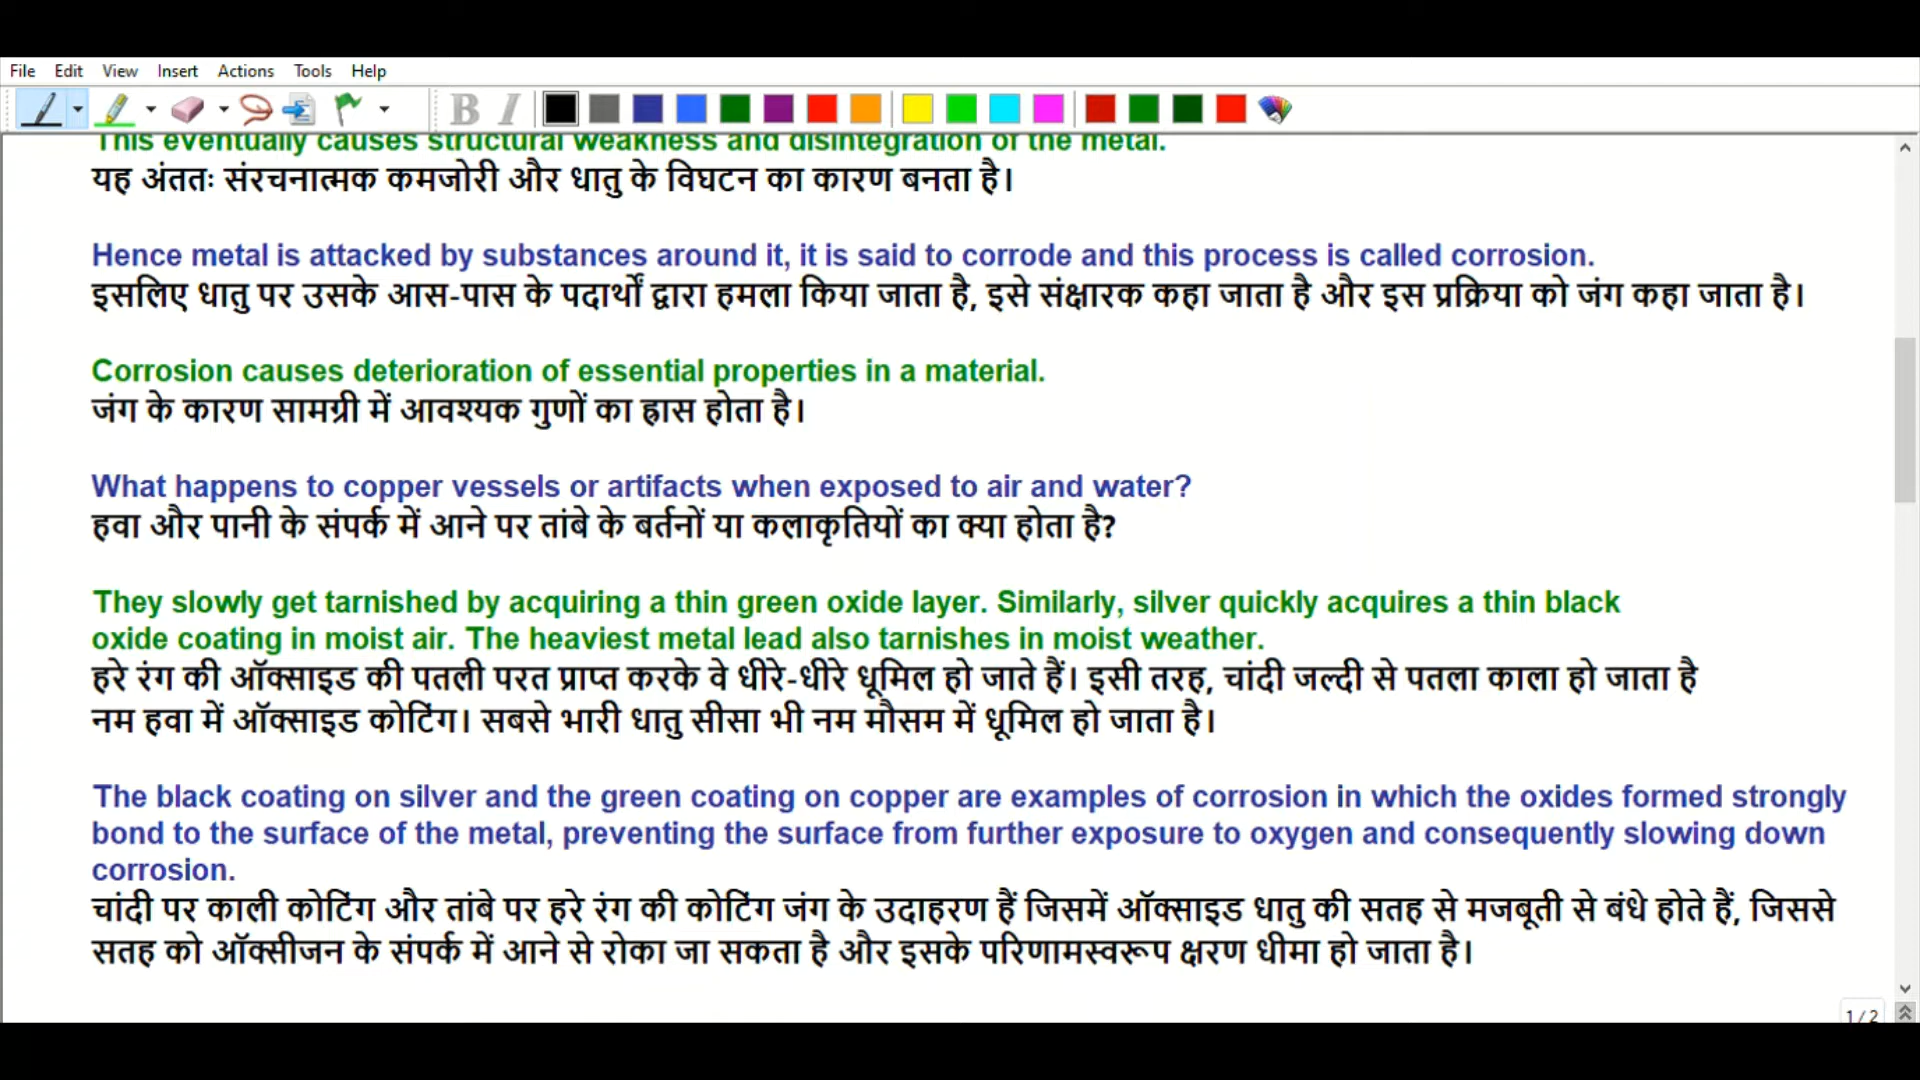 File Edit View Insert Actions Tools Help
B I
This eventually causes structural weakness and disintegration of the metal.
यह अंततः संरचनात्मक कमजोरी और धातु के विघटन का कारण बनता है।
Hence metal is attacked by substances around it, it is said to corrode and this process is called corrosion.
इसलिए धातु पर उसके आस-पास के पदार्थों द्वारा हमला किया जाता है, इसे संक्षारक कहा जाता है और इस प्रक्रिया को जंग कहा जाता है।
Corrosion causes deterioration of essential properties in a material.
जंग के कारण सामग्री में आवश्यक गुणों का ह्रास होता है।
What happens to copper vessels or artifacts when exposed to air and water?
हवा और पानी के संपर्क में आने पर तांबे के बर्तनों या कलाकृतियों का क्या होता है?
They slowly get tarnished by acquiring a thin green oxide layer. Similarly, silver quickly acquires a thin black
oxide coating in moist air. The heaviest metal lead also tarnishes in moist weather.
हरे रंग की ऑक्साइड की पतली परत प्राप्त करके वे धीरे-धीरे धूमिल हो जाते हैं। इसी तरह, चांदी जल्दी से पतला काला हो जाता है
नम हवा में ऑक्साइड कोटिंग। सबसे भारी धातु सीसा भी नम मौसम में धूमिल हो जाता है।
The black coating on silver and the green coating on copper are examples of corrosion in which the oxides formed strongly
bond to the surface of the metal, preventing the surface from further exposure to oxygen and consequently slowing down
corrosion.
चांदी पर काली कोटिंग और तांबे पर हरे रंग की कोटिंग जंग के उदाहरण हैं जिसमें ऑक्साइड धातु की सतह से मजबूती से बंधे होते हैं, जिससे
सतह को ऑक्सीजन के संपर्क में आने से रोका जा सकता है और इसके परिणामस्वरूप क्षरण धीमा हो जाता है।
1/2